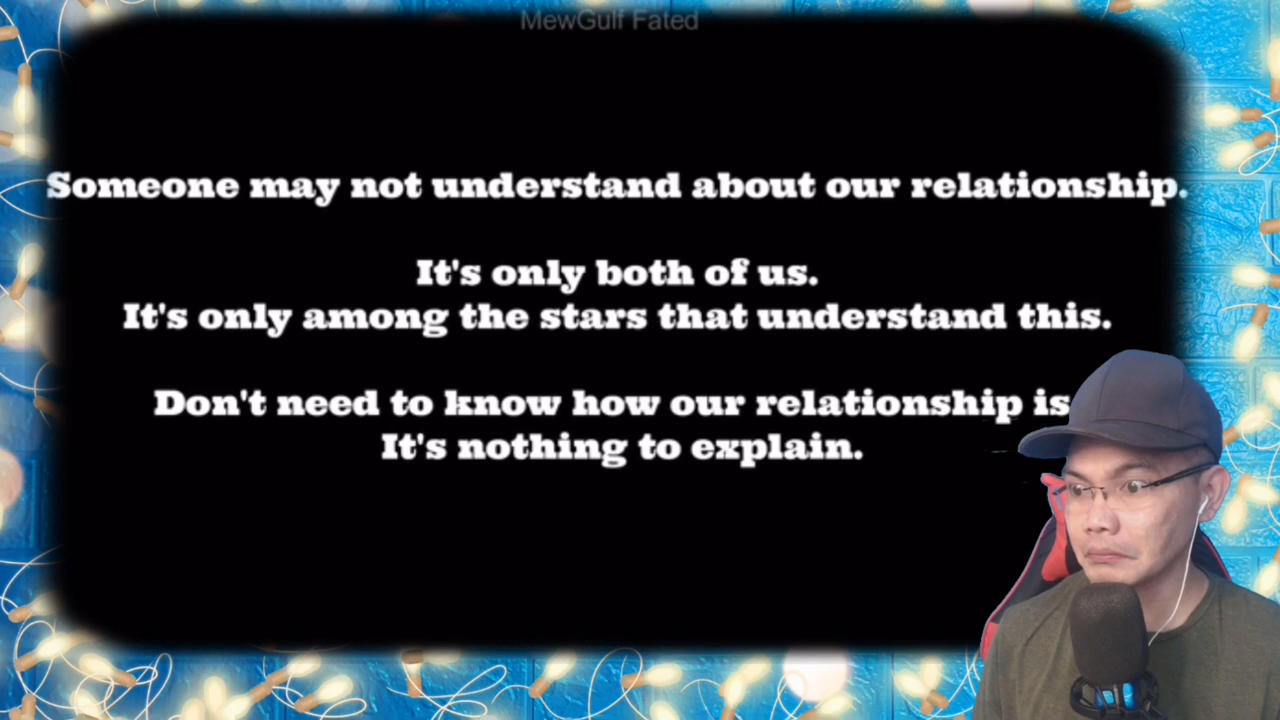 MewGulf Fated
Someone may not understand about our relationship.
It's only both of us.
It's only among the stars that understand this.
Don't need to know how our relationship is
It's nothing to explain.